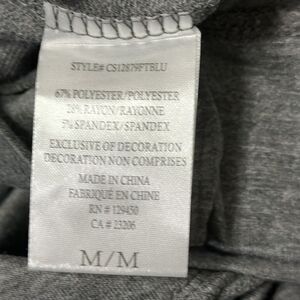 STYLE# CS12879FTBLU
67% POLYESTER/POLYESTER
28% RAYON/RAYONNE
5% SPANDEX/SPANDEX
EXCLUSIVE OF DECORATION
DECORATION NON COMPRISES
MADE IN CHINA
FABRIQUE EN CHINE
RN # 129450
CA # 23206
M/M